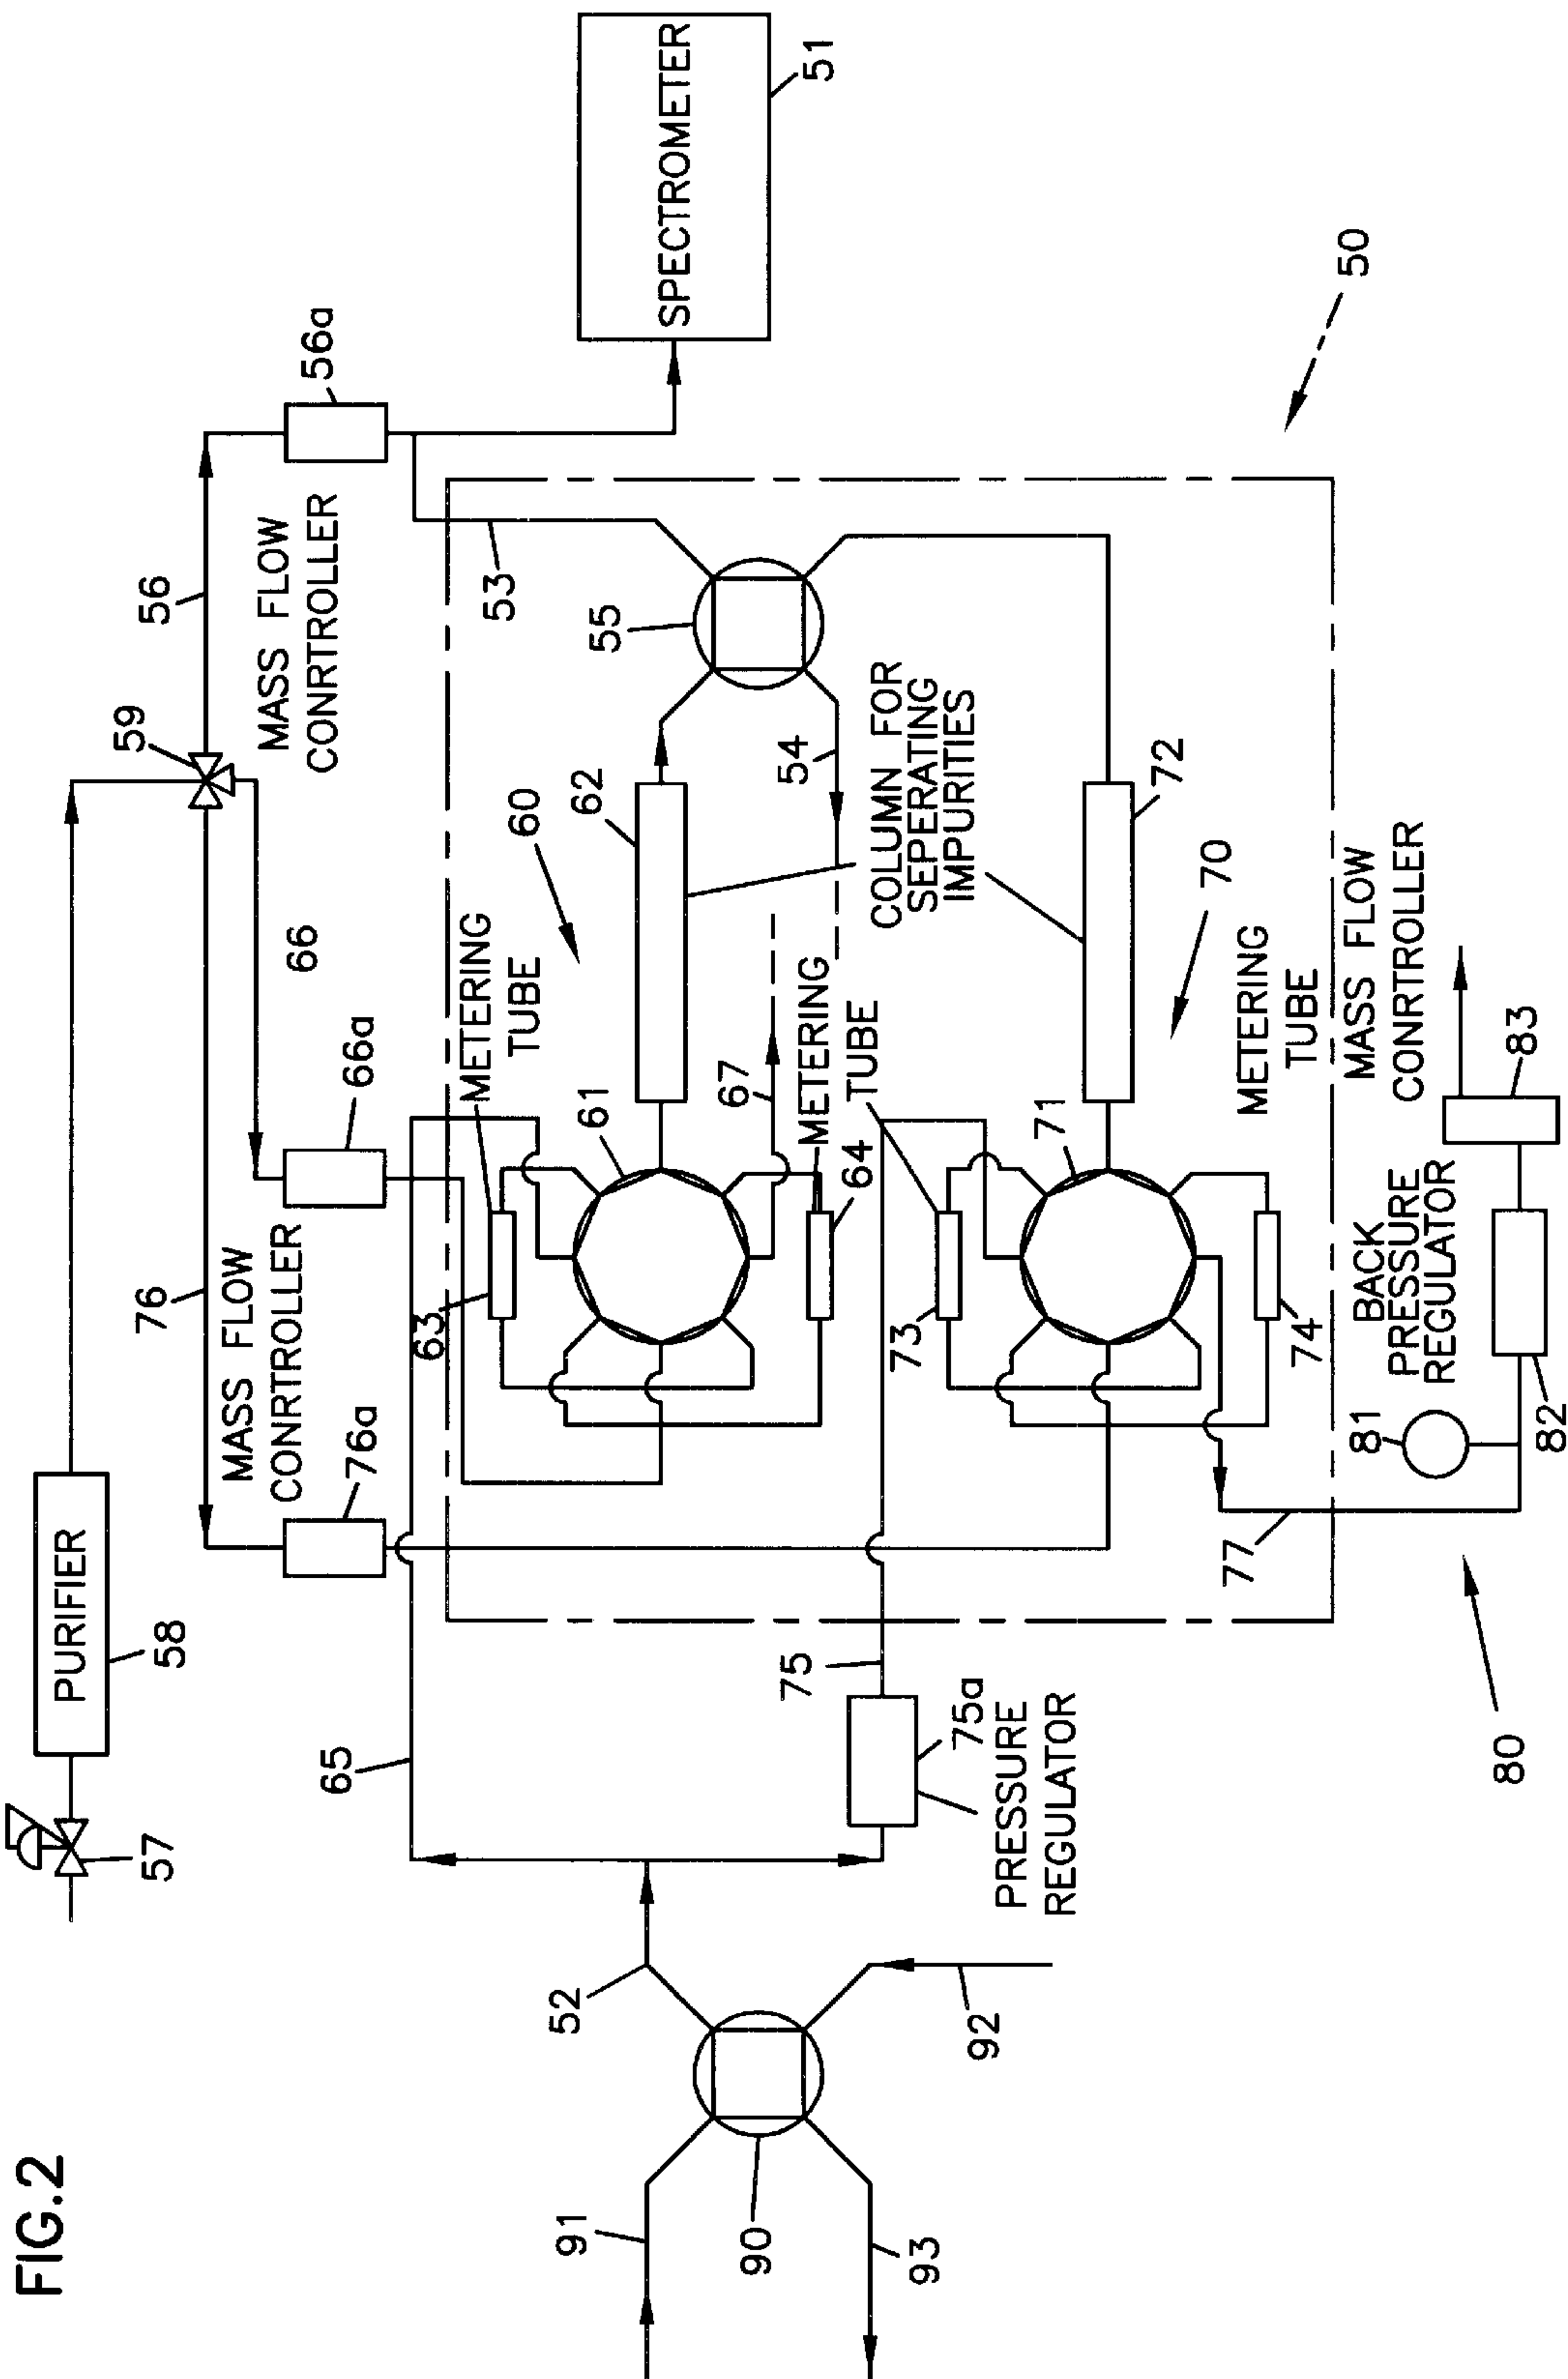 FIG.2
57
PURIFIER
58
59
56
76
66
MASS FLOW
CONRTROLLER
56a
66a
MASS FLOW
CONRTROLLER
76a
SPECTROMETER
51
65
53
METERING
TUBE
63
60
62
61
55
52
91
67
54
METERING
TUBE
64
COLUMN FOR
SEPERATING
IMPURITIES
90
75
75a
PRESSURE
REGULATOR
73
71
72
70
93
92
METERING
TUBE
74
77
50
MASS FLOW
CONRTROLLER
BACK
PRESSURE
REGULATOR
81
82
83
80